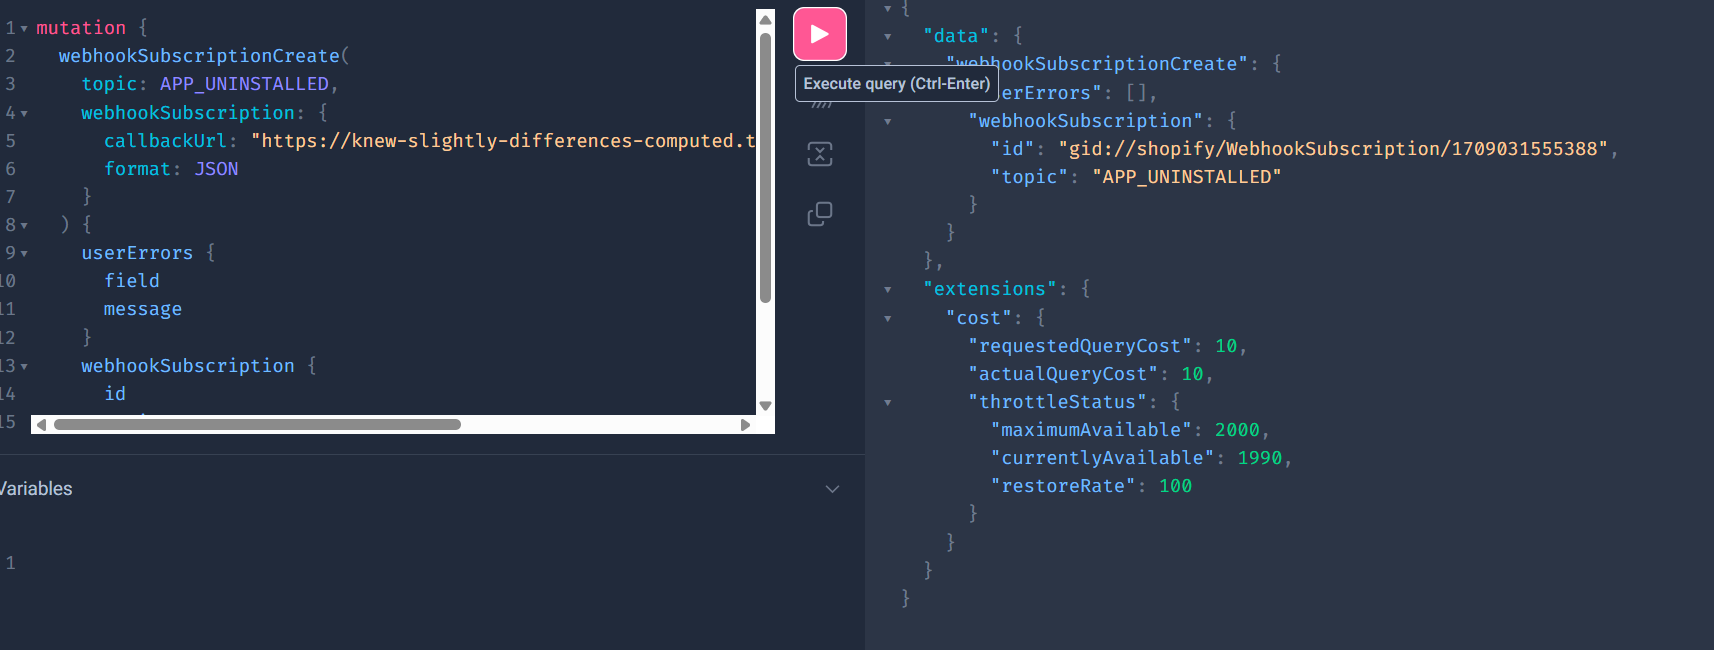 1 mutation {
2 webhookSubscriptionCreate(
3 topic: APP_UNINSTALLED,
4 webhookSubscription: {
5 callbackUrl: "https://knew-slightly-differences-computed.t
6 format: JSON
7 }
8 ) {
9 userErrors {
10 field
11 message
12 }
13 webhookSubscription {
14 id
15
Variables
1
Execute query (Ctrl-Enter)
{
"data": {
"webhookSubscriptionCreate": {
erErrors": [],
"webhookSubscription": {
"id": "gid://shopify/WebhookSubscription/1709031555388",
"topic": "APP_UNINSTALLED"
}
}
},
"extensions": {
"cost": {
"requestedQueryCost": 10,
"actualQueryCost": 10,
"throttleStatus": {
"maximumAvailable": 2000,
"currentlyAvailable": 1990,
"restoreRate": 100
}
}
}
}